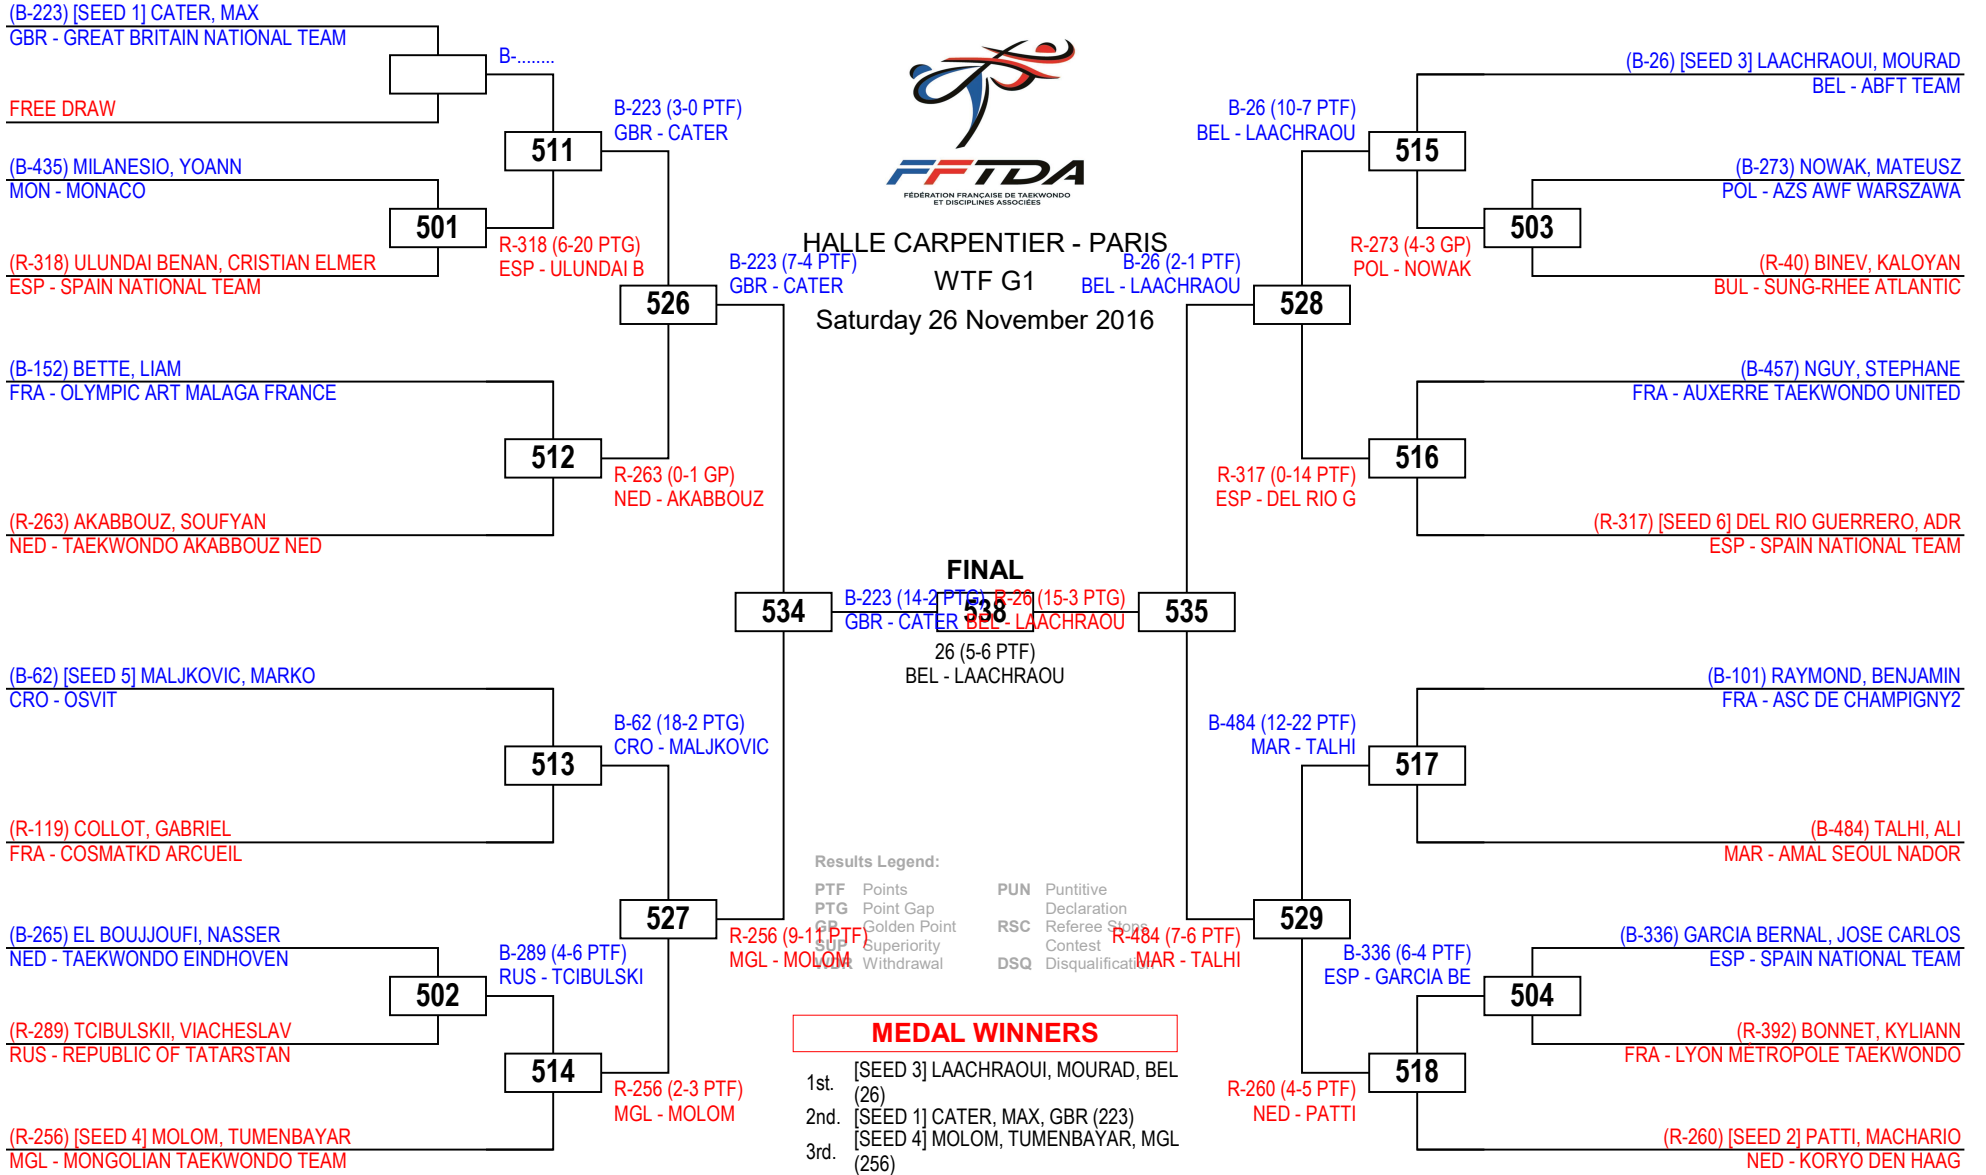 (B-223) [SEED 1] CATER, MAX
GBR - GREAT BRITAIN NATIONAL TEAM
B-........
FREE DRAW
B-223 (3-0 PTF)
GBR - CATER
511
(B-435) MILANESIO, YOANN
MON - MONACO
501
R-318 (6-20 PTG)
ESP - ULUNDAI B
(R-318) ULUNDAI BENAN, CRISTIAN ELMER
ESP - SPAIN NATIONAL TEAM
B-223 (7-4 PTF)
GBR - CATER
526
(B-152) BETTE, LIAM
FRA - OLYMPIC ART MALAGA FRANCE
512
R-263 (0-1 GP)
NED - AKABBOUZ
(R-263) AKABBOUZ, SOUFYAN
NED - TAEKWONDO AKABBOUZ NED
534
B-223 (14-2 PTG)
GBR - CATER
(B-62) [SEED 5] MALJKOVIC, MARKO
CRO - OSVIT
B-62 (18-2 PTG)
CRO - MALJKOVIC
513
(R-119) COLLOT, GABRIEL
FRA - COSMATKD ARCUEIL
527
R-256 (9-11 PTF)
MGL - MOLOM
(B-265) EL BOUJJOUFI, NASSER
NED - TAEKWONDO EINDHOVEN
B-289 (4-6 PTF)
RUS - TCIBULSKI
502
(R-289) TCIBULSKII, VIACHESLAV
RUS - REPUBLIC OF TATARSTAN
514
R-256 (2-3 PTF)
MGL - MOLOM
(R-256) [SEED 4] MOLOM, TUMENBAYAR
MGL - MONGOLIAN TAEKWONDO TEAM
FFTDA
FÉDÉRATION FRANÇAISE DE TAEKWONDO
ET DISCIPLINES ASSOCIÉES
HALLE CARPENTIER - PARIS
WTF G1
Saturday 26 November 2016
FINAL
538
26 (5-6 PTF)
BEL - LAACHRAOU
Results Legend:
PTF Points
PTG Point Gap
GP Golden Point
SUP Superiority
WDR Withdrawal
PUN Puntitive
Declaration
RSC Referee Stops
Contest
DSQ Disqualification
MEDAL WINNERS
1st. [SEED 3] LAACHRAOUI, MOURAD, BEL
(26)
2nd. [SEED 1] CATER, MAX, GBR (223)
3rd. [SEED 4] MOLOM, TUMENBAYAR, MGL
(256)
(B-26) [SEED 3] LAACHRAOUI, MOURAD
BEL - ABFT TEAM
B-26 (10-7 PTF)
BEL - LAACHRAOU
515
(B-273) NOWAK, MATEUSZ
POL - AZS AWF WARSZAWA
503
R-273 (4-3 GP)
POL - NOWAK
(R-40) BINEV, KALOYAN
BUL - SUNG-RHEE ATLANTIC
B-26 (2-1 PTF)
BEL - LAACHRAOU
528
(B-457) NGUY, STEPHANE
FRA - AUXERRE TAEKWONDO UNITED
516
R-317 (0-14 PTF)
ESP - DEL RIO G
(R-317) [SEED 6] DEL RIO GUERRERO, ADR
ESP - SPAIN NATIONAL TEAM
R-26 (15-3 PTG)
BEL - LAACHRAOU
535
(B-101) RAYMOND, BENJAMIN
FRA - ASC DE CHAMPIGNY2
B-484 (12-22 PTF)
MAR - TALHI
517
(B-484) TALHI, ALI
MAR - AMAL SEOUL NADOR
529
R-484 (7-6 PTF)
MAR - TALHI
(B-336) GARCIA BERNAL, JOSE CARLOS
ESP - SPAIN NATIONAL TEAM
B-336 (6-4 PTF)
ESP - GARCIA BE
504
(R-392) BONNET, KYLIANN
FRA - LYON MÉTROPOLE TAEKWONDO
518
R-260 (4-5 PTF)
NED - PATTI
(R-260) [SEED 2] PATTI, MACHARIO
NED - KORYO DEN HAAG